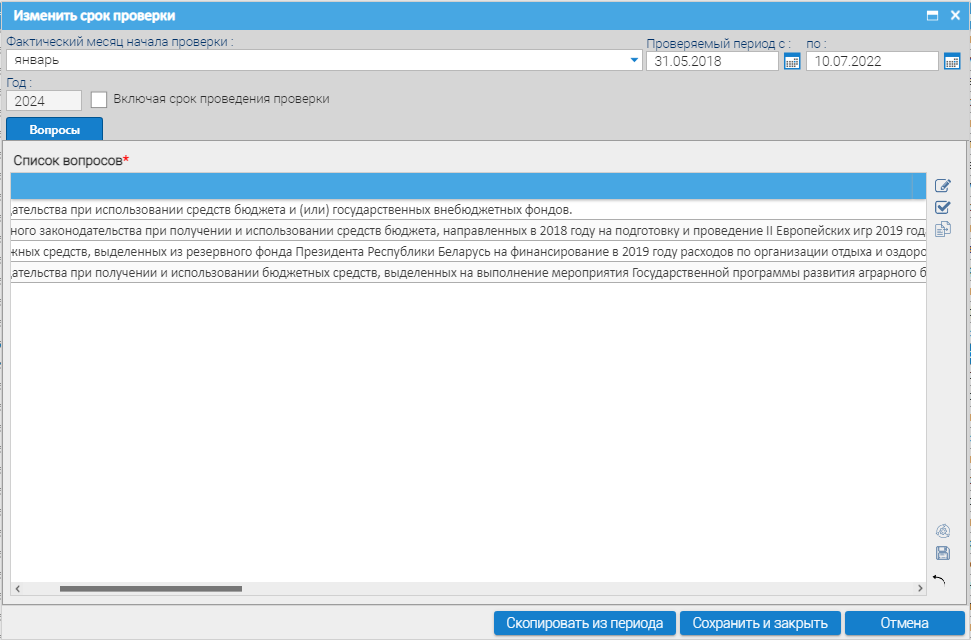 Изменить срок проверки
Фактический месяц начала проверки :
Проверяемый период с :
по :
январь
31.05.2018
10.07.2022
Год :
2024
Включая срок проведения проверки
Вопросы
Список вопросов*
ательства при использовании средств бюджета и (или) государственных внебюджетных фондов.
ного законодательства при получении и использовании средств бюджета, направленных в 2018 году на подготовку и проведение II Европейских игр 2019 год
жных средств, выделенных из резервного фонда Президента Республики Беларусь на финансирование в 2019 году расходов по организации отдыха и оздоро
ательства при получении и использовании бюджетных средств, выделенных на выполнение мероприятия Государственной программы развития аграрного б
Скопировать из периода
Сохранить и закрыть
Отмена